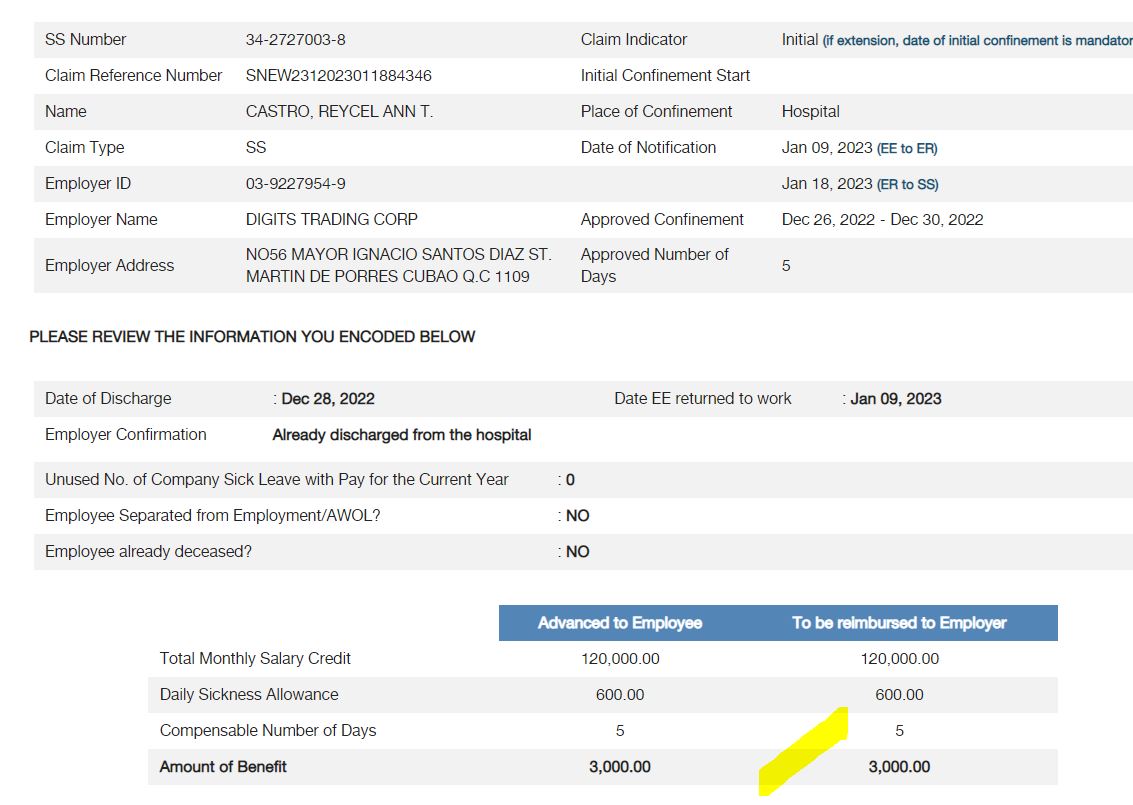 SS Number 34-2727003-8 Claim Indicator Initial (if extension, date of initial confinement is mandator
Claim Reference Number SNEW2312023011884346 Initial Confinement Start
Name CASTRO, REYCEL ANN T. Place of Confinement Hospital
Claim Type SS Date of Notification Jan 09, 2023 (EE to ER)
Employer ID 03-9227954-9 Jan 18, 2023 (ER to SS)
Employer Name DIGITS TRADING CORP Approved Confinement Dec 26, 2022 - Dec 30, 2022
Employer Address NO56 MAYOR IGNACIO SANTOS DIAZ ST. MARTIN DE PORRES CUBAO Q.C 1109 Approved Number of Days 5
PLEASE REVIEW THE INFORMATION YOU ENCODED BELOW
Date of Discharge : Dec 28, 2022 Date EE returned to work : Jan 09, 2023
Employer Confirmation Already discharged from the hospital
Unused No. of Company Sick Leave with Pay for the Current Year : 0
Employee Separated from Employment/AWOL? : NO
Employee already deceased? : NO
Advanced to Employee To be reimbursed to Employer
Total Monthly Salary Credit 120,000.00 120,000.00
Daily Sickness Allowance 600.00 600.00
Compensable Number of Days 5 5
Amount of Benefit 3,000.00 3,000.00